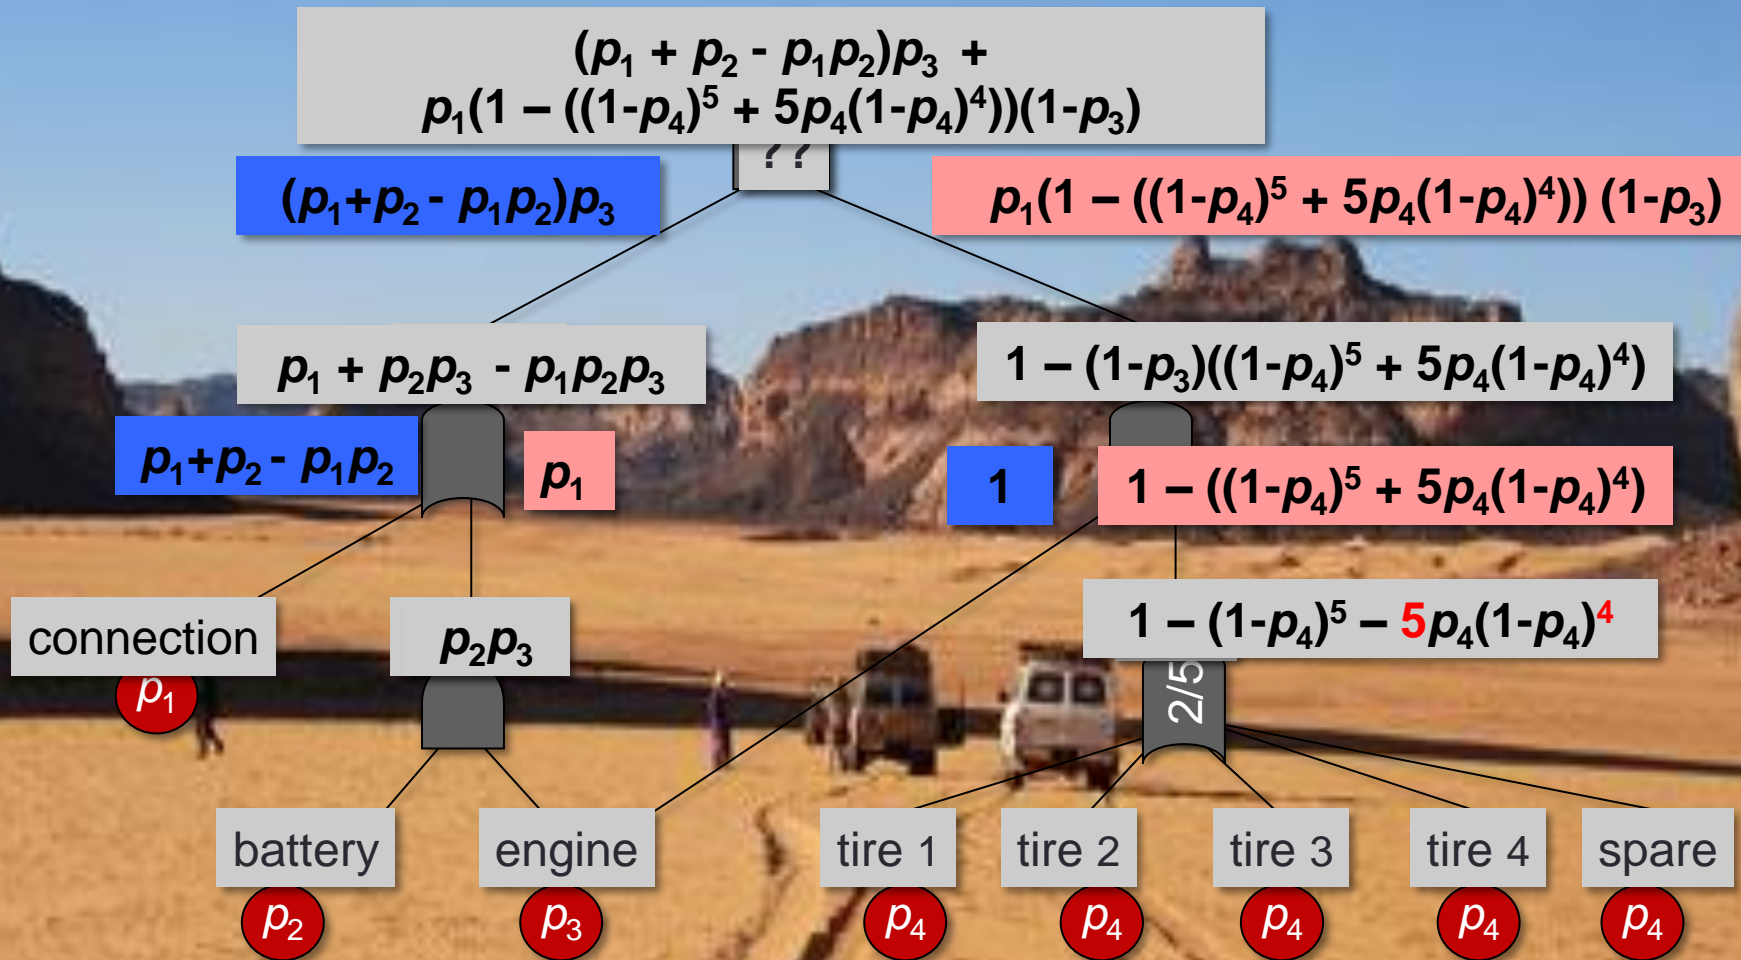 (p₁ + p₂ - p₁p₂)p₃ +
p₁(1 – ((1-p₄)⁵ + 5p₄(1-p₄)⁴))(1-p₃)
??
(p₁+p₂ - p₁p₂)p₃
p₁(1 – ((1-p₄)⁵ + 5p₄(1-p₄)⁴)) (1-p₃)
p₁ + p₂p₃ - p₁p₂p₃
1 – (1-p₃)((1-p₄)⁵ + 5p₄(1-p₄)⁴)
p₁+p₂ - p₁p₂
p₁
1
1 – ((1-p₄)⁵ + 5p₄(1-p₄)⁴)
connection
p₂p₃
1 – (1-p₄)⁵ – 5p₄(1-p₄)⁴
p₁
2/5
battery
engine
tire 1
tire 2
tire 3
tire 4
spare
p₂
p₃
p₄
p₄
p₄
p₄
p₄